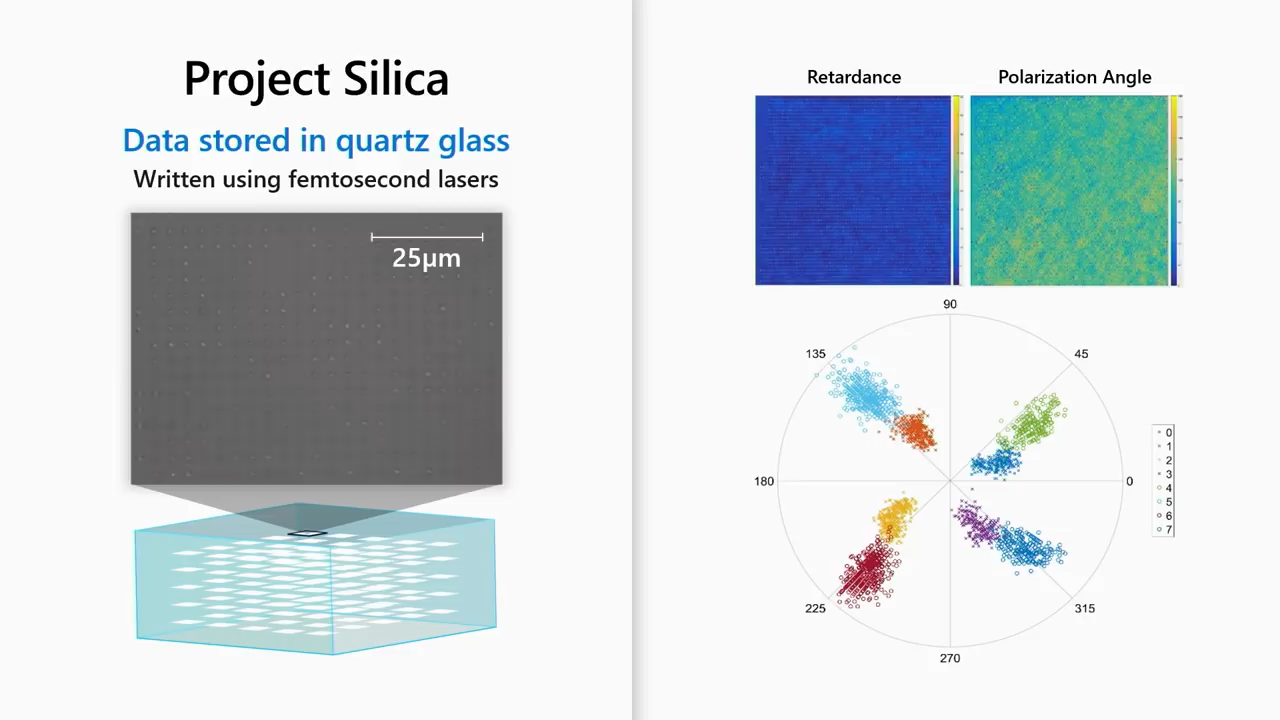 Project Silica
Data stored in quartz glass
Written using femtosecond lasers
25μm
Retardance
Polarization Angle
90
135
45
180
0
225
315
270
0
1
2
3
4
5
6
7